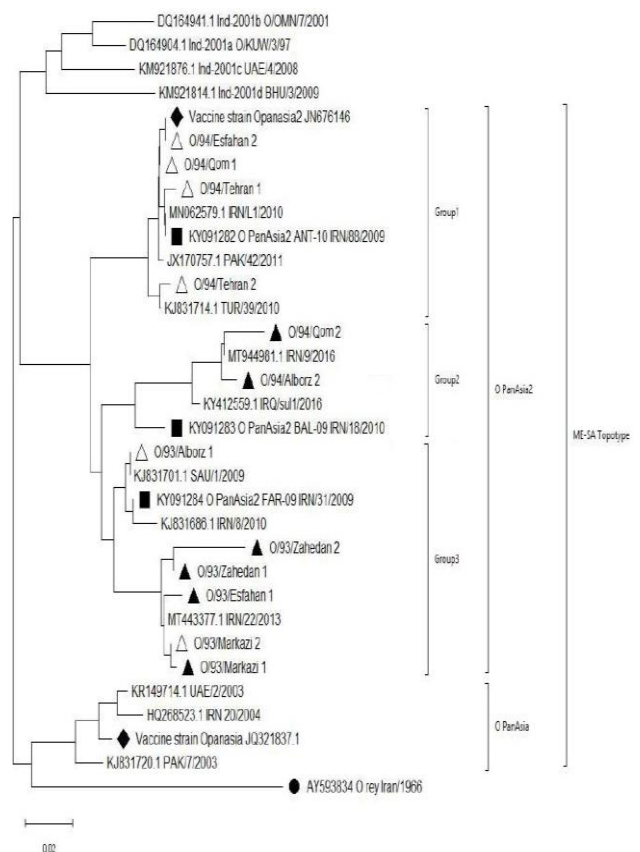 DQ164941.1 Ind-2001b O/OMN/7/2001
DQ164904.1 Ind-2001a O/KUW/3/97
KM921876.1 Ind-2001c UAE/4/2008
KM921814.1 Ind-2001d BHU/3/2009
Vaccine strain Opanasia2 JN676146
O/94/Esfahan 2
O/94/Qom 1
O/94/Tehran 1
MN062579.1 IRN/L1/2010
Group1
KY091282 O PanAsia2 ANT-10 IRN/88/2009
JX170757.1 PAK/42/2011
O/94/Tehran 2
KJ831714.1 TUR/39/2010
O/94/Qom 2
MT944981.1 IRN/9/2016
O/94/Alborz 2
Group2
O PanAsia2
KY412559.1 IRQ/sul1/2016
KY091283 O PanAsia2 BAL-09 IRN/18/2010
ME-SA Topotype
O/93/Alborz 1
KJ831701.1 SAU/1/2009
KY091284 O PanAsia2 FAR-09 IRN/31/2009
KJ831686.1 IRN/8/2010
O/93/Zahedan 2
Group3
O/93/Zahedan 1
O/93/Esfahan 1
MT443377.1 IRN/22/2013
O/93/Markazi 2
O/93/Markazi 1
KR149714.1 UAE/2/2003
HQ268523.1 IRN 20/2004
O PanAsia
Vaccine strain Opanasia JQ321837.1
KJ831720.1 PAK/7/2003
AY593834 O rey Iran/1966
0.02